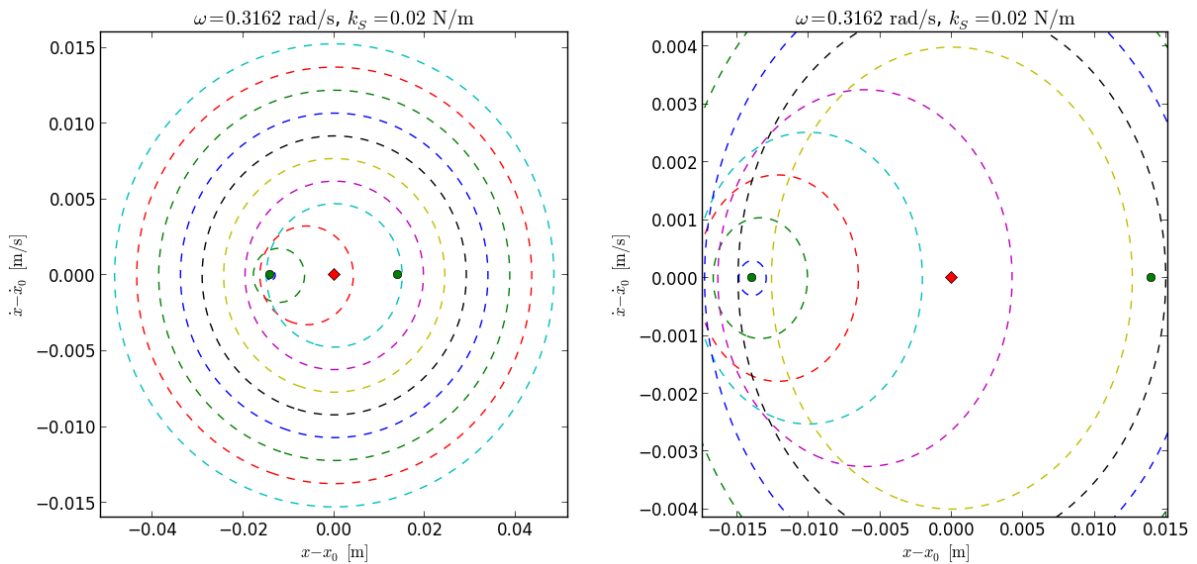 ω=0.3162 rad/s, k_S =0.02 N/m
0.015
0.010
0.005
0.000
−0.005
−0.010
−0.015
ẋ−ẋ_0 [m/s]
−0.04 −0.02 0.00 0.02 0.04
x−x_0 [m]
ω=0.3162 rad/s, k_S =0.02 N/m
0.004
0.003
0.002
0.001
0.000
−0.001
−0.002
−0.003
−0.004
ẋ−ẋ_0 [m/s]
−0.015 −0.010 −0.005 0.000 0.005 0.010 0.015
x−x_0 [m]